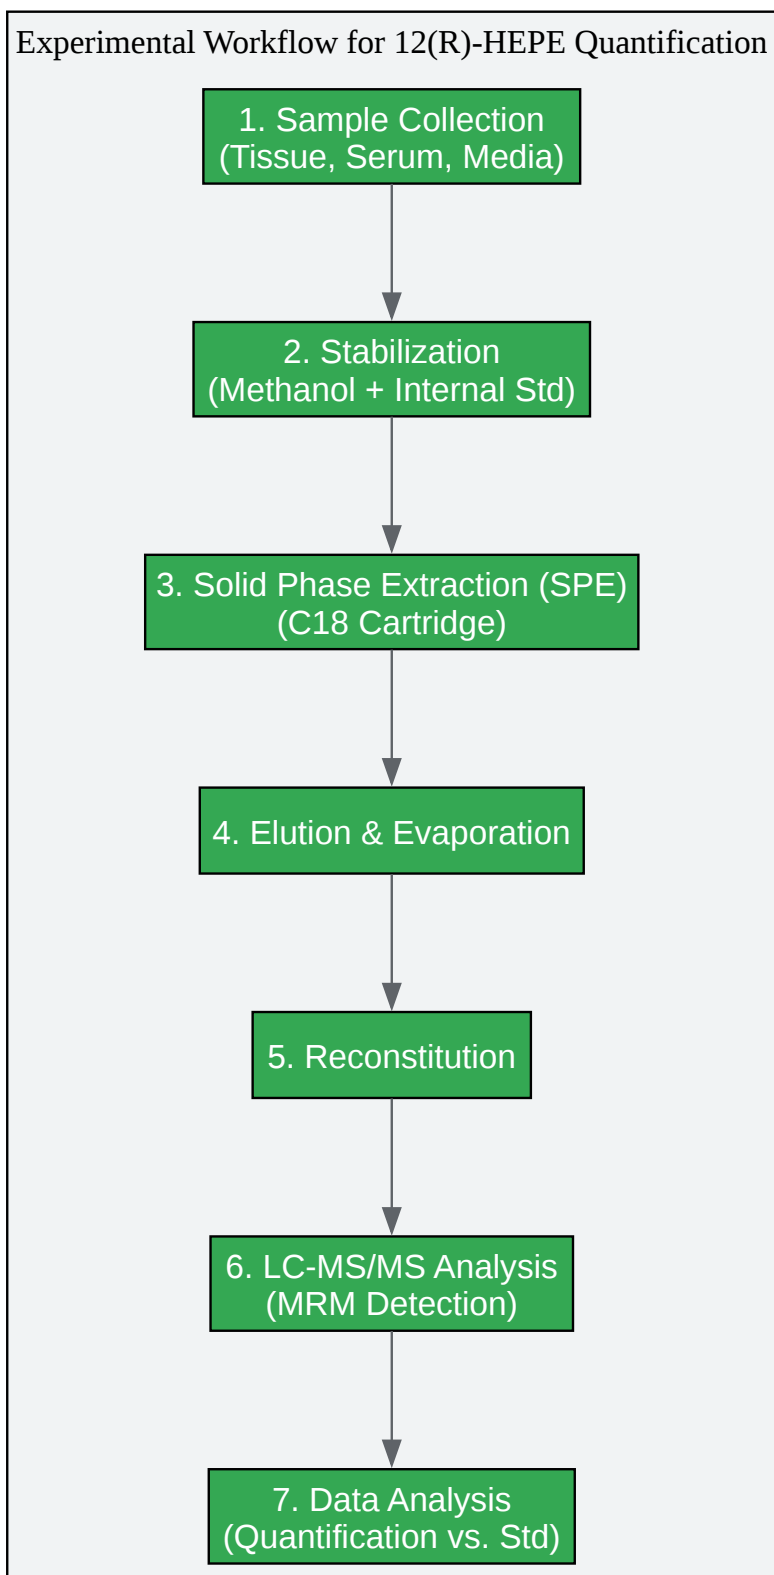 Experimental Workflow for 12(R)-HEPE Quantification
1. Sample Collection
(Tissue, Serum, Media)
2. Stabilization
(Methanol + Internal Std)
3. Solid Phase Extraction (SPE)
(C18 Cartridge)
4. Elution & Evaporation
5. Reconstitution
6. LC-MS/MS Analysis
(MRM Detection)
7. Data Analysis
(Quantification vs. Std)